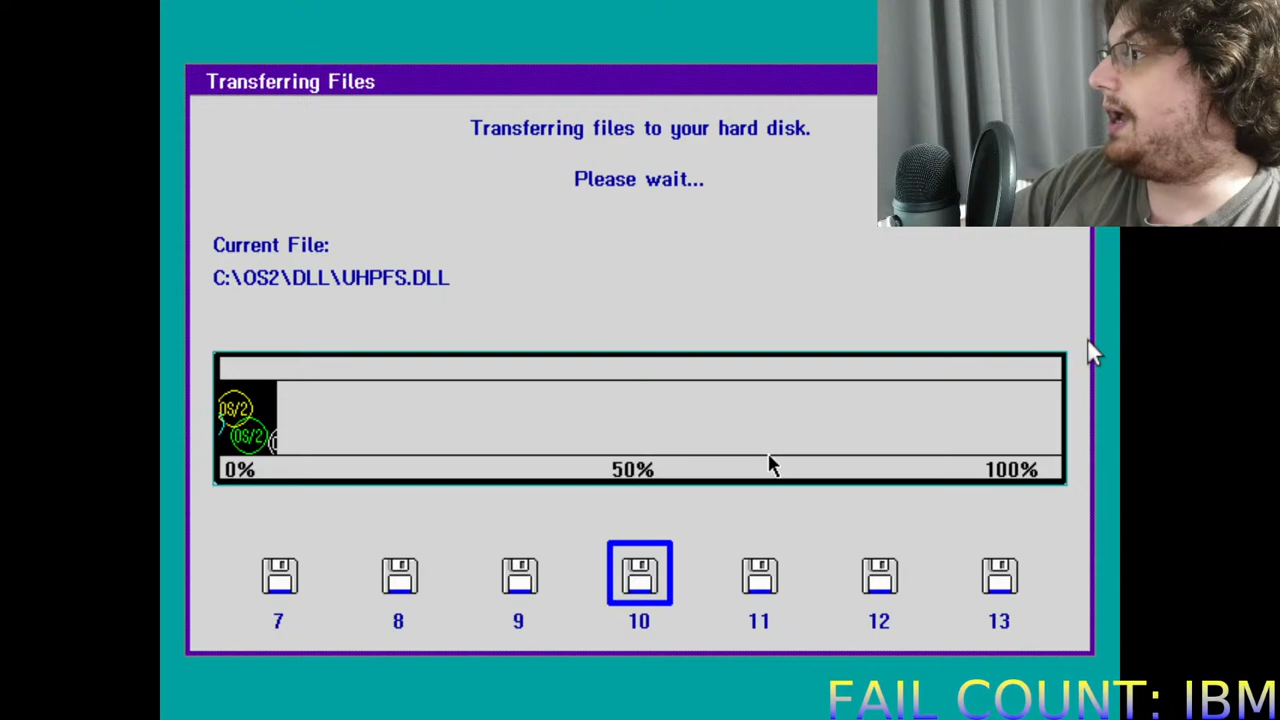 Transferring Files
Transferring files to your hard disk.
Please wait...
Current File:
C:\OS2\DLL\UHPFS.DLL
OS/2
OS/2
0% 50% 100%
7 8 9 10 11 12 13
FAIL COUNT: IBM